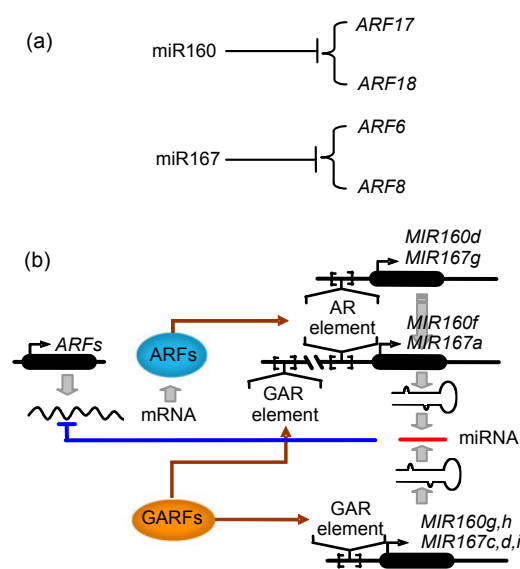 (a)
miR160
ARF17
ARF18
miR167
ARF6
ARF8
(b)
MIR160d
MIR167g
AR
element
MIR160f
MIR167a
ARFs
ARFs
mRNA
GAR
element
miRNA
GARFs
GAR
element
MIR160g,h
MIR167c,d,i